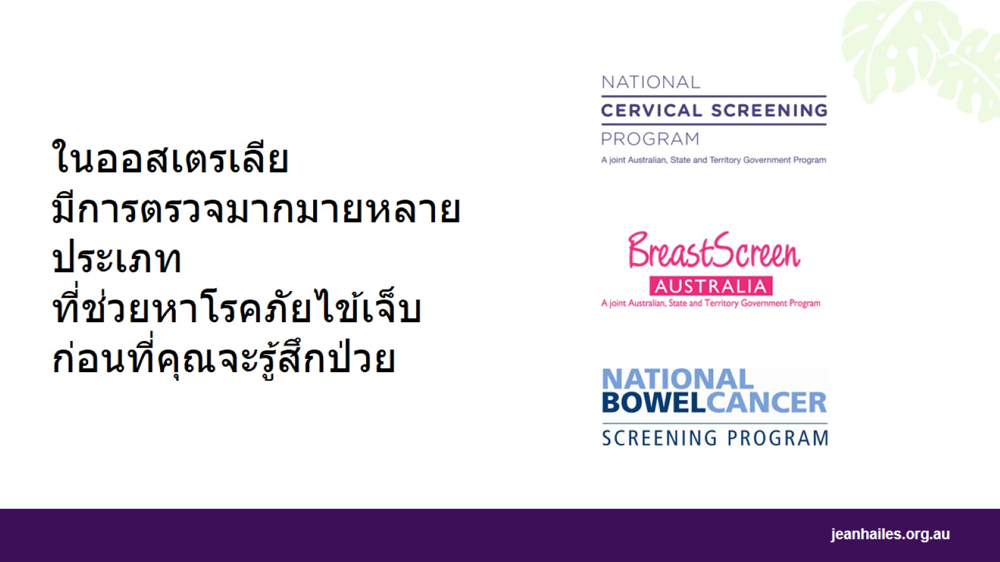 ในออสเตรเลีย
มีการตรวจมากมายหลาย
ประเภท
ที่ช่วยหาโรคภัยไข้เจ็บ
ก่อนที่คุณจะรู้สึกป่วย
NATIONAL
CERVICAL SCREENING
PROGRAM
A joint Australian, State and Territory Government Program
BreastScreen
AUSTRALIA
A joint Australian, State and Territory Government Program
NATIONAL
BOWELCANCER
SCREENING PROGRAM
jeanhailes.org.au